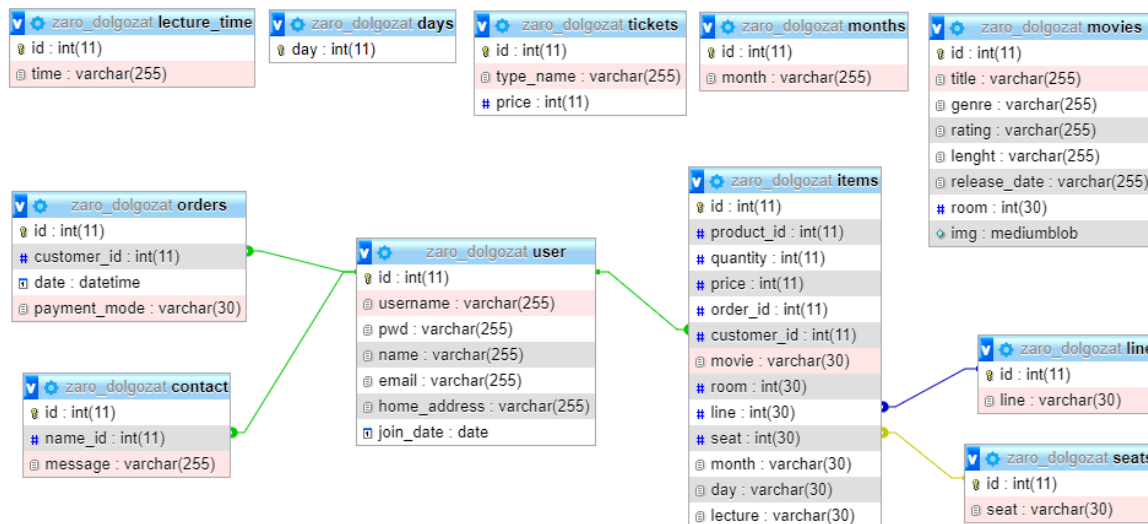 zaro_dolgozat lecture_time
id : int(11)
time : varchar(255)
zaro_dolgozat days
day : int(11)
zaro_dolgozat tickets
id : int(11)
type_name : varchar(255)
price : int(11)
zaro_dolgozat months
id : int(11)
month : varchar(255)
zaro_dolgozat movies
id : int(11)
title : varchar(255)
genre : varchar(255)
rating : varchar(255)
lenght : varchar(255)
release_date : varchar(255)
room : int(30)
img : mediumblob
zaro_dolgozat orders
id : int(11)
customer_id : int(11)
date : datetime
payment_mode : varchar(30)
zaro_dolgozat contact
id : int(11)
name_id : int(11)
message : varchar(255)
zaro_dolgozat user
id : int(11)
username : varchar(255)
pwd : varchar(255)
name : varchar(255)
email : varchar(255)
home_address : varchar(255)
join_date : date
zaro_dolgozat items
id : int(11)
product_id : int(11)
quantity : int(11)
price : int(11)
order_id : int(11)
customer_id : int(11)
movie : varchar(30)
room : int(30)
line : int(30)
seat : int(30)
month : varchar(30)
day : varchar(30)
lecture : varchar(30)
zaro_dolgozat line
id : int(11)
line : varchar(30)
zaro_dolgozat seats
id : int(11)
seat : varchar(30)